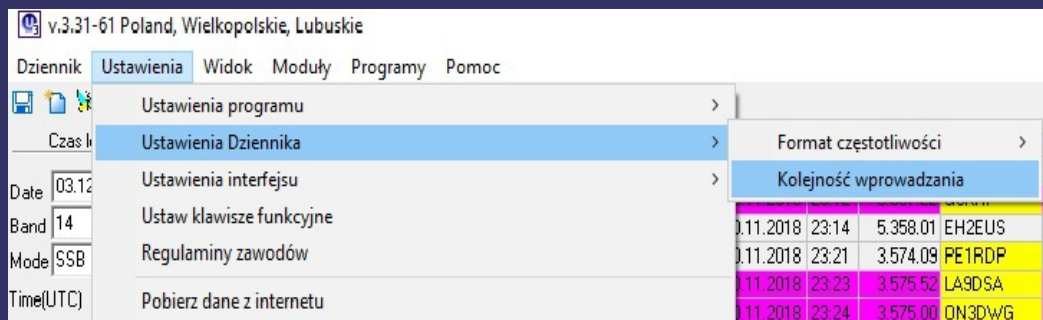 v.3.31-61 Poland, Wielkopolskie, Lubuskie
Dziennik Ustawienia Widok Moduły Programy Pomoc
Ustawienia programu
Czas l
Ustawienia Dziennika
Format częstotliwości
Date 03.12
Ustawienia interfejsu
Kolejność wprowadzania
Band 14
Ustaw klawisze funkcyjne
.11.2018 23:14 5.358.01 EH2EUS
Mode SSB
Regulaminy zawodów
.11.2018 23:21 3.574.09 PE1RDP
.11.2018 23:23 3.575.52 LA9DSA
Time(UTC)
Pobierz dane z internetu
.11.2018 23:24 3.575.00 ON3DWG